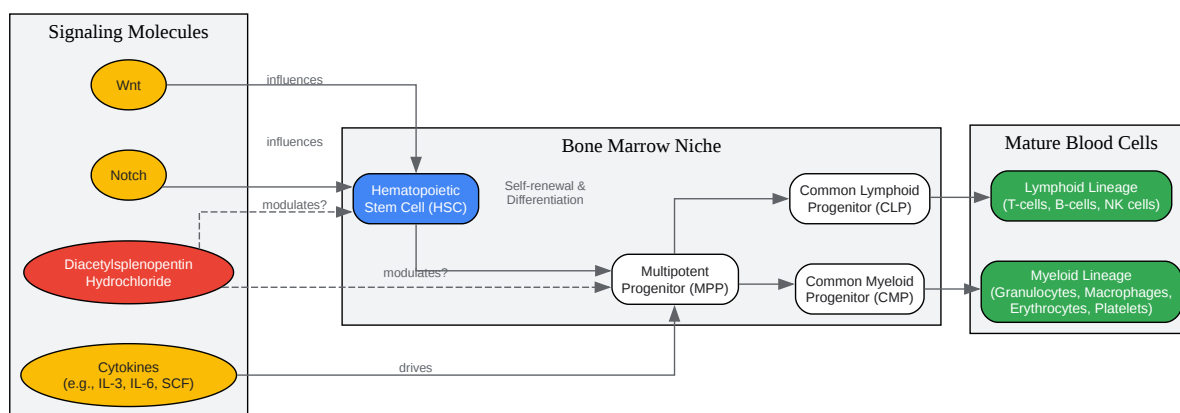 Signaling Molecules
Wnt
influences
Notch
influences
modulates?
Diacetylsplenopentin
Hydrochloride
modulates?
Cytokines
(e.g., IL-3, IL-6, SCF)
drives
Bone Marrow Niche
Hematopoietic
Stem Cell (HSC)
Self-renewal &
Differentiation
Multipotent
Progenitor (MPP)
Common Lymphoid
Progenitor (CLP)
Common Myeloid
Progenitor (CMP)
Mature Blood Cells
Lymphoid Lineage
(T-cells, B-cells, NK cells)
Myeloid Lineage
(Granulocytes, Macrophages,
Erythrocytes, Platelets)